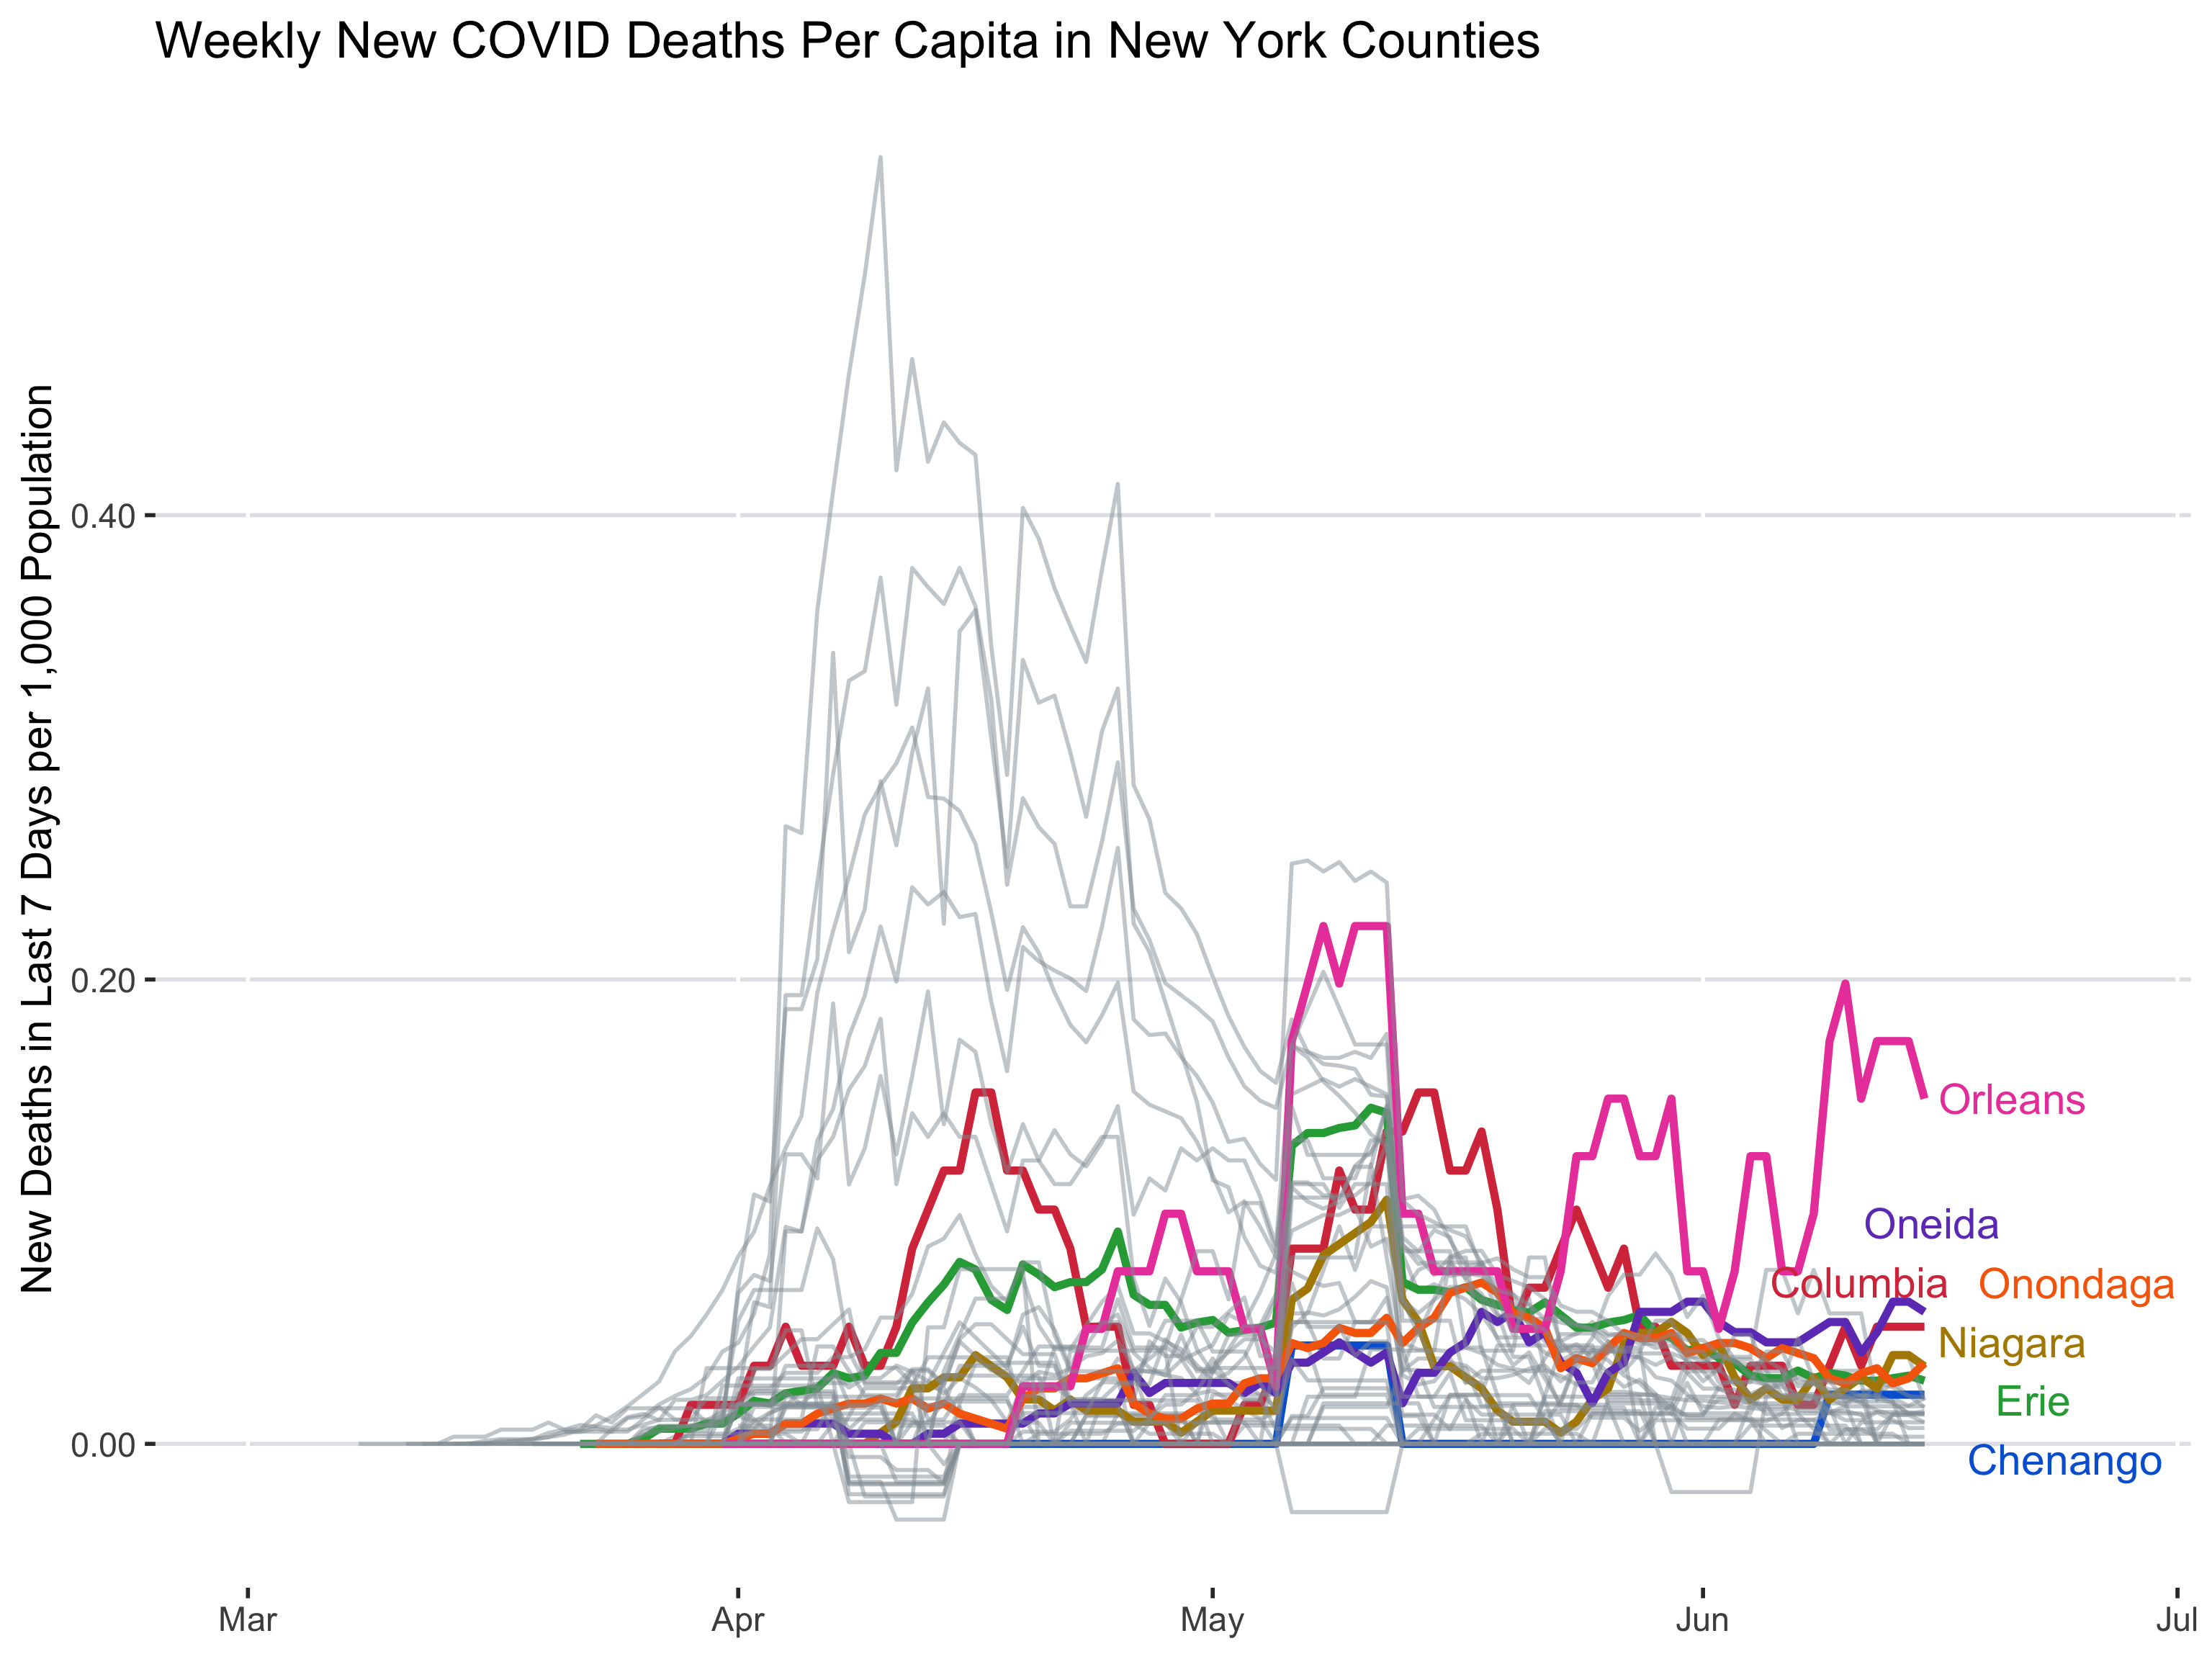 Weekly New COVID Deaths Per Capita in New York Counties
New Deaths in Last 7 Days per 1,000 Population
0.40
0.20
0.00
Orleans
Oneida
Columbia
Onondaga
Niagara
Erie
Chenango
Mar
Apr
May
Jun
Jul